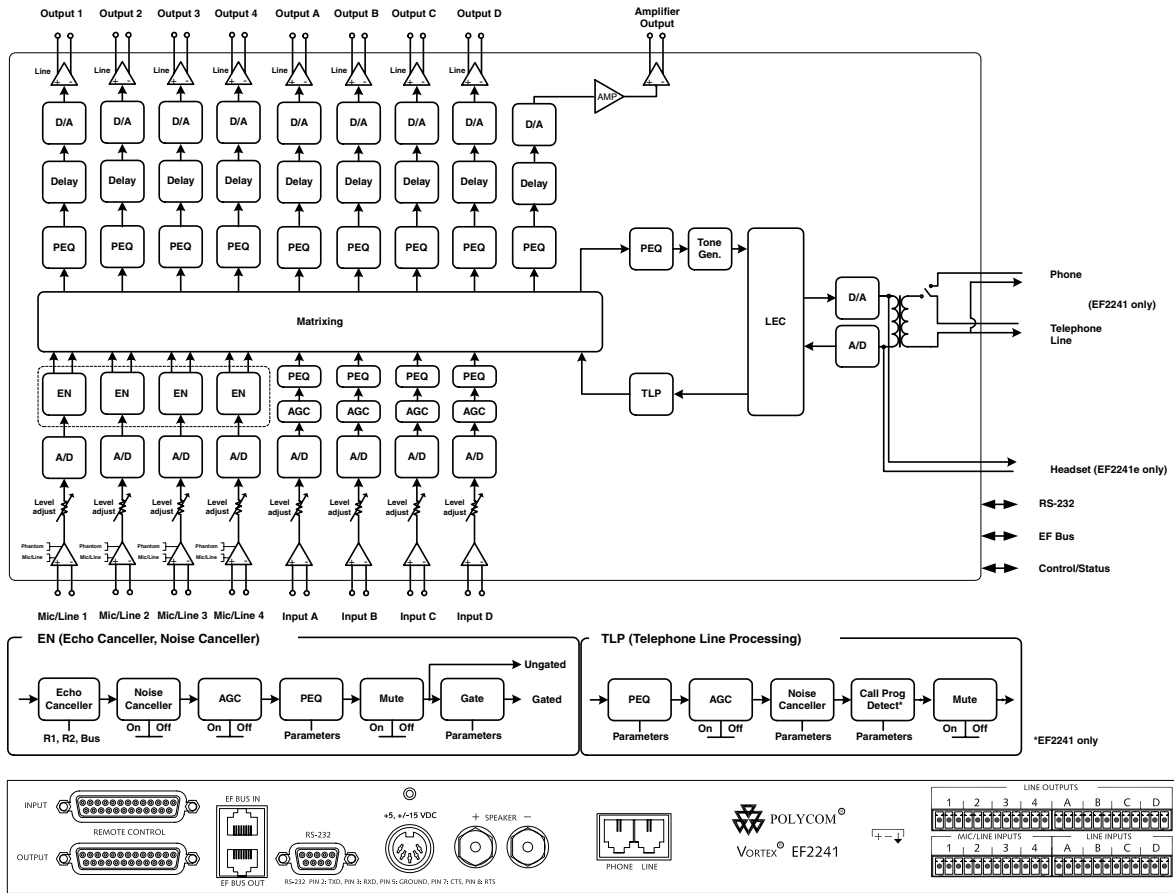 Output 1 Output 2 Output 3 Output 4 Output A Output B Output C Output D Amplifier
Output
Line Line Line Line Line Line Line Line
+ - + - + - + - + - + - + - + - + -
AMP
D/A D/A D/A D/A D/A D/A D/A D/A D/A
Delay Delay Delay Delay Delay Delay Delay Delay Delay
PEQ PEQ PEQ PEQ PEQ PEQ PEQ PEQ PEQ PEQ Tone
Gen.
Matrixing
LEC
D/A
A/D
Phone
(EF2241 only)
Telephone
Line
EN EN EN EN PEQ PEQ PEQ PEQ
AGC AGC AGC AGC
TLP
A/D A/D A/D A/D A/D A/D A/D A/D
Headset (EF2241e only)
Level
adjust
Level
adjust
Level
adjust
Level
adjust
Level
adjust
Level
adjust
Level
adjust
Level
adjust
RS-232
EF Bus
Control/Status
Phantom Phantom Phantom Phantom
Mic/Line Mic/Line Mic/Line Mic/Line
+ - + - + - + - + - + - + - + -
Mic/Line 1 Mic/Line 2 Mic/Line 3 Mic/Line 4 Input A Input B Input C Input D
EN (Echo Canceller, Noise Canceller)
Ungated
Echo
Canceller
Noise
Canceller
AGC PEQ Mute Gate Gated
R1, R2, Bus On Off On Off Parameters On Off Parameters
TLP (Telephone Line Processing)
PEQ AGC Noise
Canceller
Call Prog
Detect*
Mute
Parameters On Off Parameters Parameters On Off
*EF2241 only
INPUT
REMOTE CONTROL
OUTPUT
EF BUS IN
EF BUS OUT
RS-232
RS-232 PIN 2: TXD, PIN 3: RXD, PIN 5: GROUND, PIN 7: CTS, PIN 8: RTS
+5, +/-15 VDC
+ SPEAKER -
PHONE LINE
POLYCOM®
VORTEX® EF2241
+ -
LINE OUTPUTS
1 2 3 4 A B C D
MIC/LINE INPUTS LINE INPUTS
1 2 3 4 A B C D